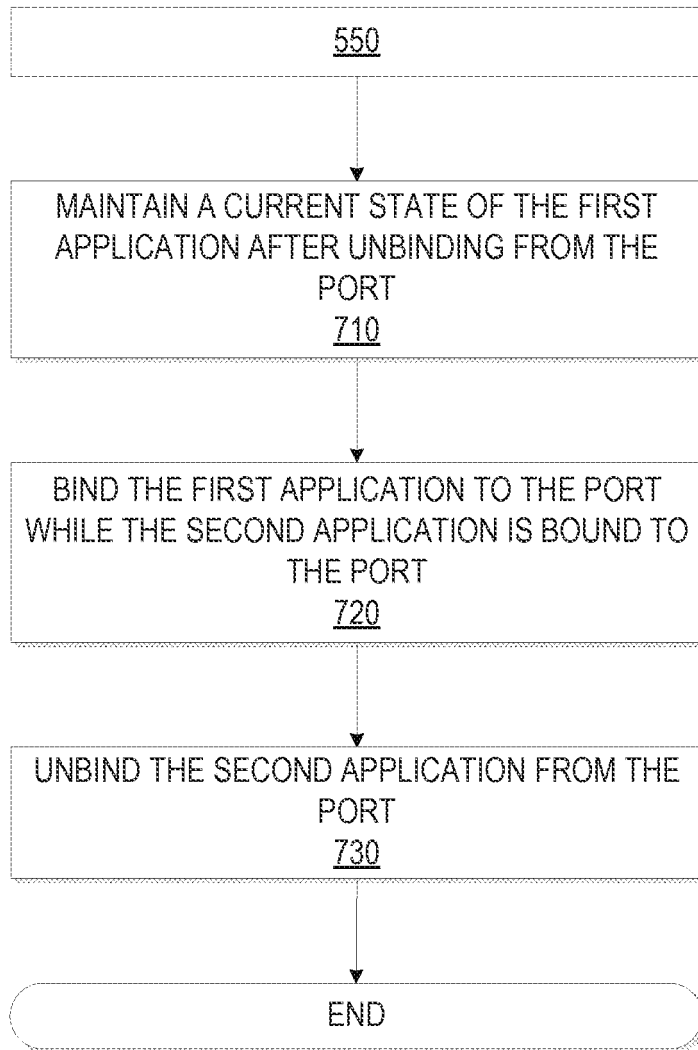 550
MAINTAIN A CURRENT STATE OF THE FIRST
APPLICATION AFTER UNBINDING FROM THE
PORT
710
BIND THE FIRST APPLICATION TO THE PORT
WHILE THE SECOND APPLICATION IS BOUND TO
THE PORT
720
UNBIND THE SECOND APPLICATION FROM THE
PORT
730
END